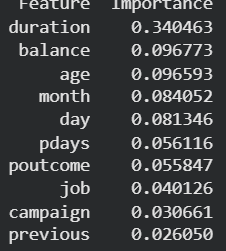 Feature Importance
duration 0.340463
balance 0.096773
age 0.096593
month 0.084052
day 0.081346
pdays 0.056116
poutcome 0.055847
job 0.040126
campaign 0.030661
previous 0.026050